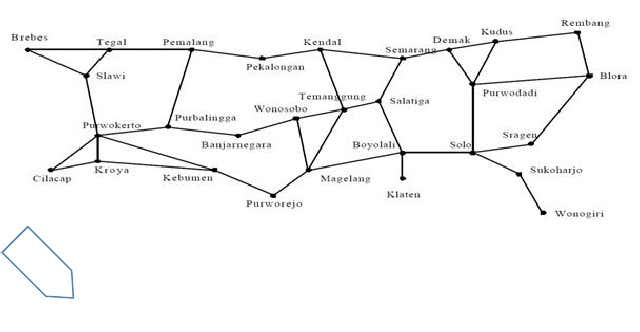 Brebes
Tegal
Pemalang
Kendal
Semarang
Demak
Kudus
Rembang
Pekalongan
Slawi
Blora
Temanggung
Wonosobo
Salatiga
Purwodadi
Purwokerto
Purbalingga
Banjarnegara
Boyolali
Solo
Sragen
Cilacap
Kroya
Kebumen
Magelang
Sukoharjo
Klaten
Purworejo
Wonogiri